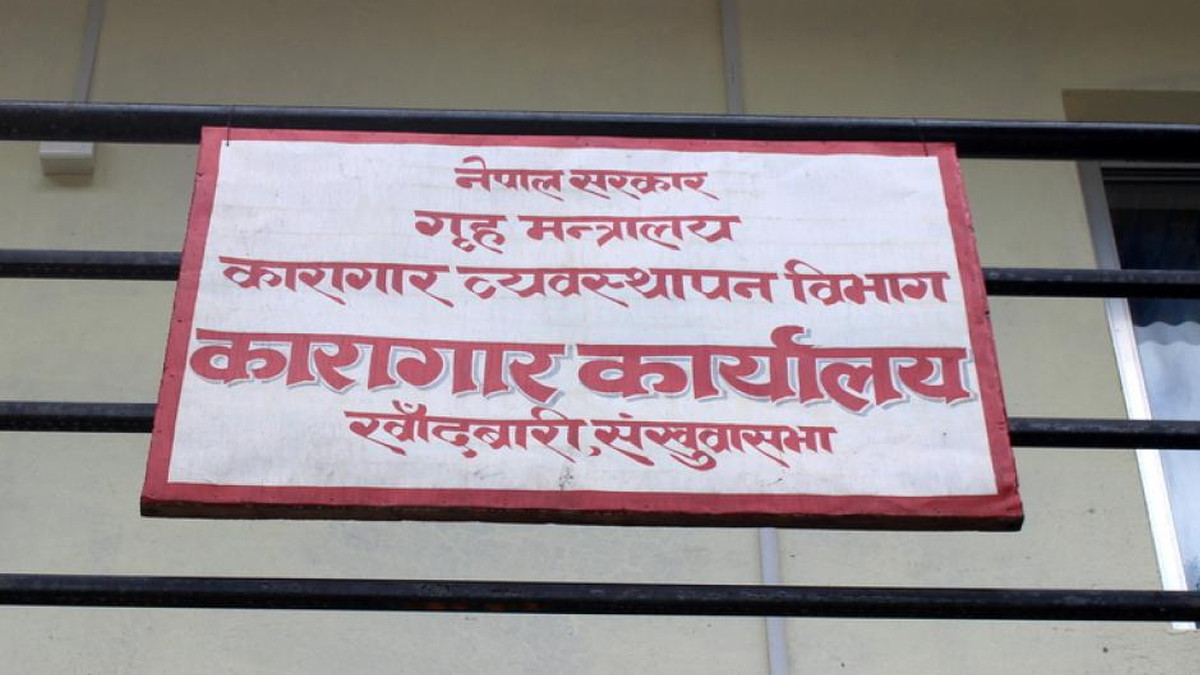 नेपाल सरकार
गृह मन्त्रालय
कारागार व्यवस्थापन विभाग
कारागार कार्यालय
खाँदबारी, संखुवासभा